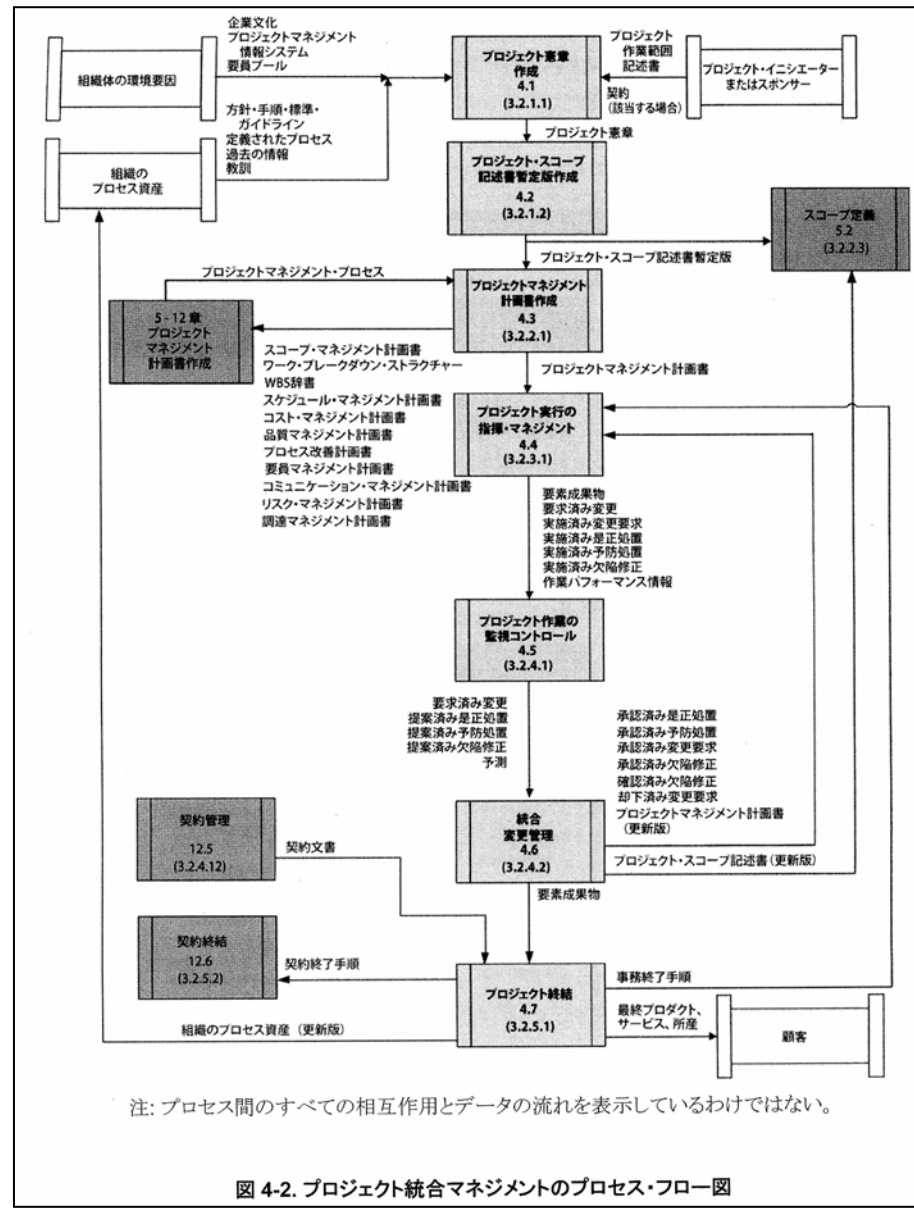 企業文化
プロジェクトマネジメント
情報システム
要員プール
組織体の環境要因
方針・手順・標準・
ガイドライン
定義されたプロセス
過去の情報
教訓
組織の
プロセス資産
プロジェクト憲章
作成
4.1
(3.2.1.1)
プロジェクト
作業範囲
記述書
契約
(該当する場合)
プロジェクト・イニシエーター
またはスポンサー
プロジェクト憲章
プロジェクト・スコープ
記述書暫定版作成
4.2
(3.2.1.2)
スコープ定義
5.2
(3.2.2.3)
プロジェクト・スコープ記述書暫定版
プロジェクトマネジメント・プロセス
プロジェクトマネジメント
計画書作成
4.3
(3.2.2.1)
5 - 12 章
プロジェクト
マネジメント
計画書作成
スコープ・マネジメント計画書
ワーク・ブレークダウン・ストラクチャー
WBS辞書
スケジュール・マネジメント計画書
コスト・マネジメント計画書
品質マネジメント計画書
プロセス改善計画書
要員マネジメント計画書
コミュニケーション・マネジメント計画書
リスク・マネジメント計画書
調達マネジメント計画書
プロジェクトマネジメント計画書
プロジェクト実行の
指揮・マネジメント
4.4
(3.2.3.1)
要素成果物
要求済み変更
実施済み変更要求
実施済み是正処置
実施済み予防処置
実施済み欠陥修正
作業パフォーマンス情報
プロジェクト作業の
監視コントロール
4.5
(3.2.4.1)
要求済み変更
提案済み是正処置
提案済み予防処置
提案済み欠陥修正
予測
承認済み是正処置
承認済み予防処置
承認済み変更要求
承認済み欠陥修正
確認済み欠陥修正
却下済み変更要求
プロジェクトマネジメント計画書
(更新版)
統合
変更管理
4.6
(3.2.4.2)
プロジェクト・スコープ記述書(更新版)
契約管理
12.5
(3.2.4.12)
契約文書
要素成果物
契約終結
12.6
(3.2.5.2)
契約終了手順
プロジェクト終結
4.7
(3.2.5.1)
事務終了手順
組織のプロセス資産 (更新版)
最終プロダクト、
サービス、所産
顧客
注: プロセス間のすべての相互作用とデータの流れを表示しているわけではない。
図 4-2. プロジェクト統合マネジメントのプロセス・フロー図